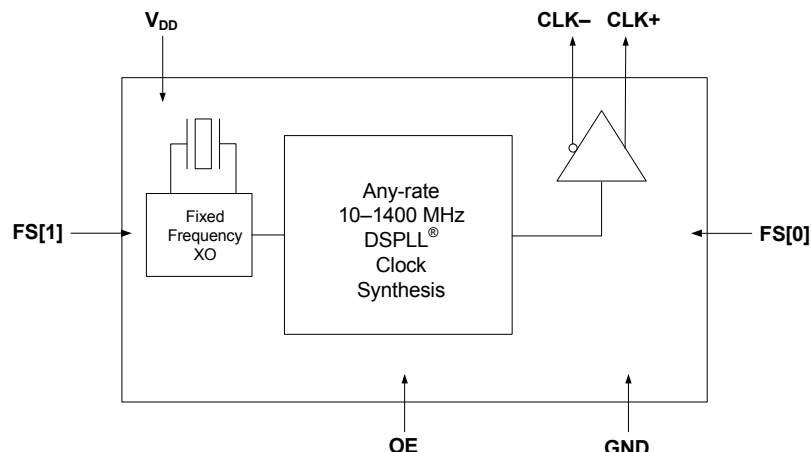 V_DD
CLK– CLK+
Fixed
Frequency
XO
Any-rate
10–1400 MHz
DSPLL®
Clock
Synthesis
FS[1]
FS[0]
OE
GND